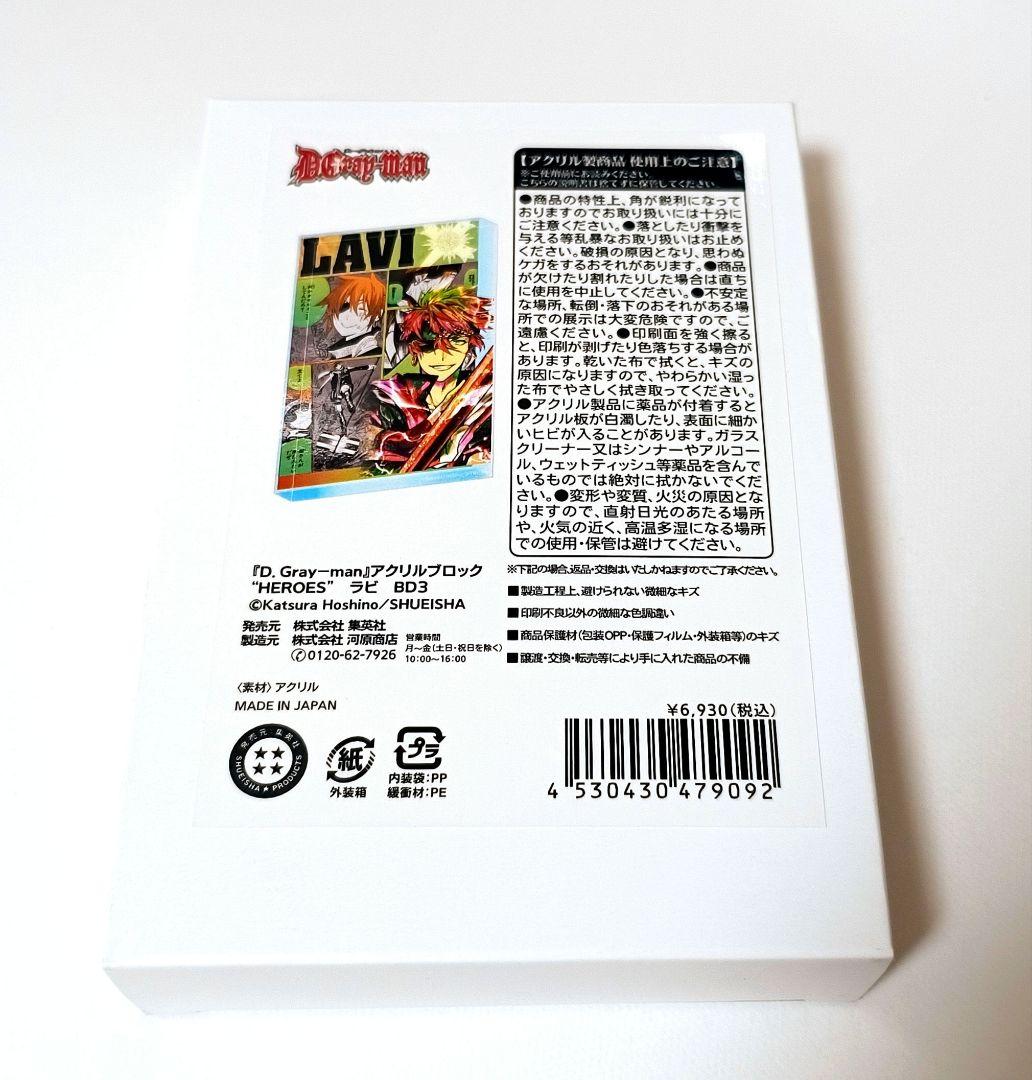 D.Gray-man
LAVI
【アクリル製商品 使用上のご注意】
※ご使用前にお読みください。
こちらの説明書は捨てずに保管してください。
●商品の特性上、角が鋭利になって
おりますのでお取り扱いには十分に
ご注意ください。●落としたり衝撃を
与える等乱暴なお取り扱いはお止め
ください。破損の原因となり、思わぬ
ケガをするおそれがあります。●商品
が欠けたり割れたりした場合は直ち
に使用を中止してください。●不安定
な場所、転倒・落下のおそれがある場
所での展示は大変危険ですので、ご
遠慮ください。●印刷面を強く擦る
と、印刷が剥げたり色落ちする場合が
あります。乾いた布で拭くと、キズの
原因になりますので、やわらかい湿っ
た布でやさしく拭き取ってください。
●アクリル製品に薬品が付着すると
アクリル板が白濁したり、表面に細か
いヒビが入ることがあります。ガラス
クリーナー又はシンナーやアルコー
ル、ウェットティッシュ等薬品を含んで
いるものでは絶対に拭かないでくだ
さい。●変形や変質、火災の原因とな
りますので、直射日光のあたる場所
や、火気の近く、高温多湿になる場所
での使用・保管は避けてください。
『D. Gray−man』アクリルブロック
“HEROES” ラビ BD3
©Katsura Hoshino／SHUEISHA
発売元 株式会社 集英社
製造元 株式会社 河原商店
✆0120-62-7926
営業時間
月〜金（土日・祝日を除く）
10：00〜16：00
※下記の場合、返品・交換はいたしかねますのでご了承ください。
■製造工程上、避けられない微細なキズ
■印刷不良以外の微細な色調違い
■商品保護材（包装OPP・保護フィルム・外装箱等）のキズ
■譲渡・交換・転売等により手に入れた商品の不備
〈素材〉アクリル
MADE IN JAPAN
発売元・集英社
SHUEISHA★PRODUCTS
紙
外装箱
プラ
内装袋：PP
緩衝材：PE
¥6,930（税込）
4 530430 479092